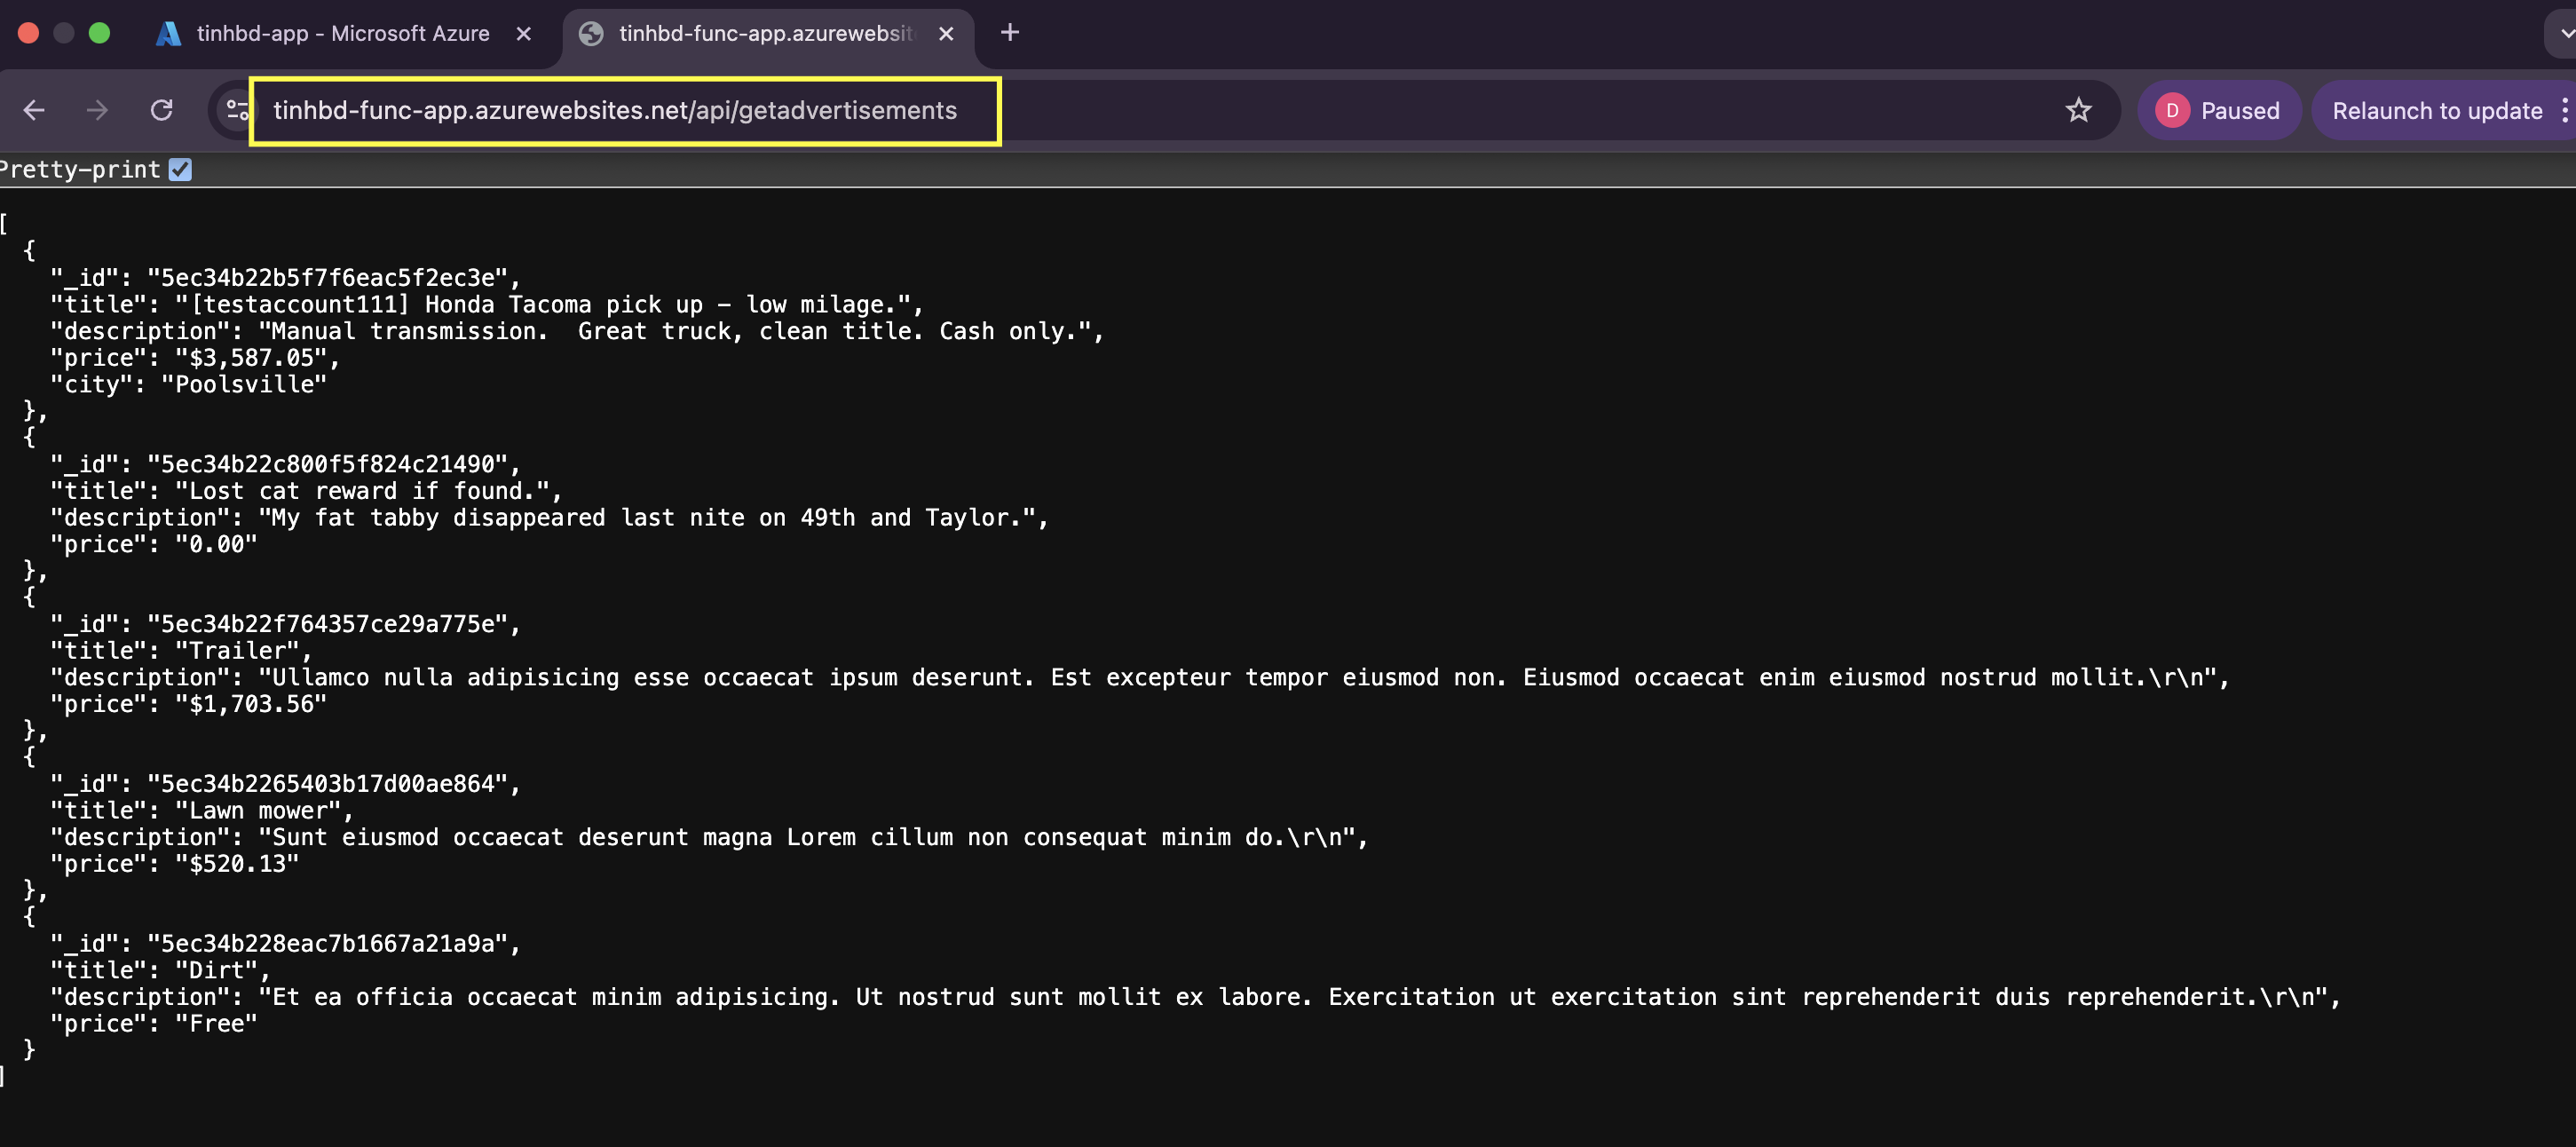 tinhbd-app - Microsoft Azure
tinhbd-func-app.azurewebsit
tinhbd-func-app.azurewebsites.net/api/getadvertisements
D Paused
Relaunch to update
Pretty-print
[
  {
    "_id": "5ec34b22b5f7f6eac5f2ec3e",
    "title": "[testaccount111] Honda Tacoma pick up - low milage.",
    "description": "Manual transmission.  Great truck, clean title. Cash only.",
    "price": "$3,587.05",
    "city": "Poolsville"
  },
  {
    "_id": "5ec34b22c800f5f824c21490",
    "title": "Lost cat reward if found.",
    "description": "My fat tabby disappeared last nite on 49th and Taylor.",
    "price": "0.00"
  },
  {
    "_id": "5ec34b22f764357ce29a775e",
    "title": "Trailer",
    "description": "Ullamco nulla adipisicing esse occaecat ipsum deserunt. Est excepteur tempor eiusmod non. Eiusmod occaecat enim eiusmod nostrud mollit.\r\n",
    "price": "$1,703.56"
  },
  {
    "_id": "5ec34b2265403b17d00ae864",
    "title": "Lawn mower",
    "description": "Sunt eiusmod occaecat deserunt magna Lorem cillum non consequat minim do.\r\n",
    "price": "$520.13"
  },
  {
    "_id": "5ec34b228eac7b1667a21a9a",
    "title": "Dirt",
    "description": "Et ea officia occaecat minim adipisicing. Ut nostrud sunt mollit ex labore. Exercitation ut exercitation sint reprehenderit duis reprehenderit.\r\n",
    "price": "Free"
  }
]